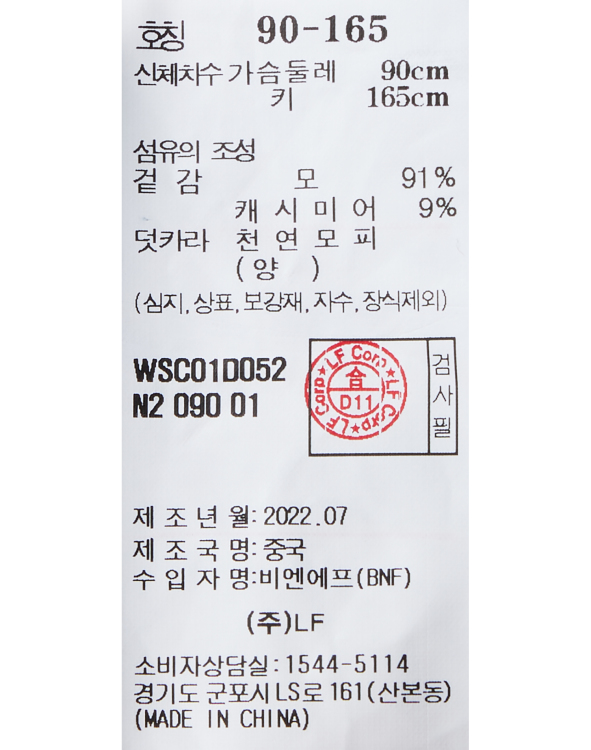 호칭 90-165
신체치수 가슴둘레 90cm
키 165cm
섬유의 조성
겉 감 모 91%
캐 시 미 어 9%
덧카라 천 연 모 피
(양 )
(심지,상표,보강재,자수,장식제외)
WSC01D052
N2 090 01
LF Corp★LF Corp★LF Corp★
合
D11
검사필
제 조 년 월: 2022.07
제 조 국 명: 중국
수 입 자 명:비엔에프(BNF)
(주)LF
소비자상담실:1544-5114
경기도 군포시 LS로 161(산본동)
(MADE IN CHINA)